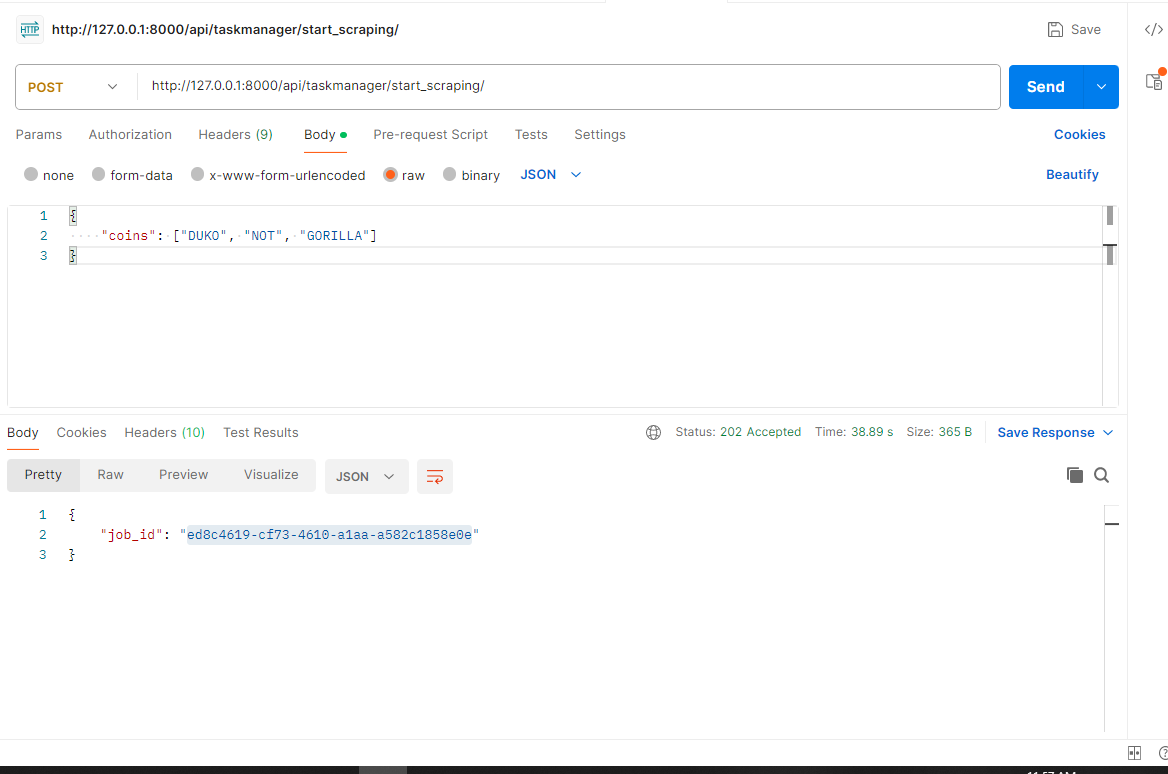 HTTP http://127.0.0.1:8000/api/taskmanager/start_scraping/ Save
POST http://127.0.0.1:8000/api/taskmanager/start_scraping/ Send
Params Authorization Headers (9) Body Pre-request Script Tests Settings Cookies
none form-data x-www-form-urlencoded raw binary JSON Beautify
1 {
2 "coins": ["DUKO", "NOT", "GORILLA"]
3 }
Body Cookies Headers (10) Test Results Status: 202 Accepted Time: 38.89 s Size: 365 B Save Response
Pretty Raw Preview Visualize JSON
1 {
2 "job_id": "ed8c4619-cf73-4610-a1aa-a582c1858e0e"
3 }